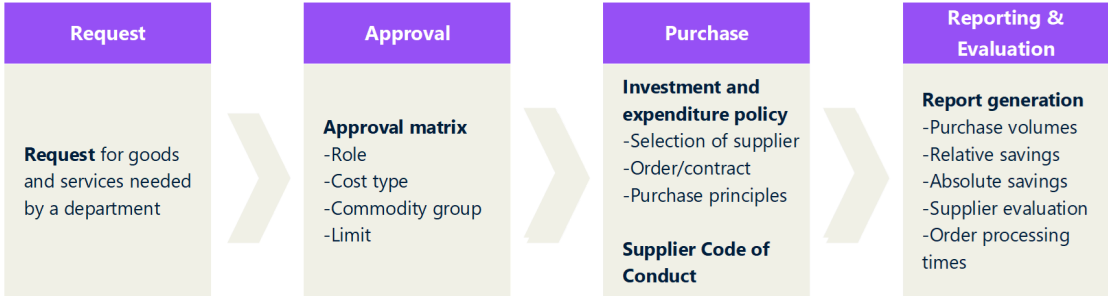 Request
Request for goods
and services needed
by a department
Approval
Approval matrix
-Role
-Cost type
-Commodity group
-Limit
Purchase
Investment and
expenditure policy
-Selection of supplier
-Order/contract
-Purchase principles
Supplier Code of
Conduct
Reporting &
Evaluation
Report generation
-Purchase volumes
-Relative savings
-Absolute savings
-Supplier evaluation
-Order processing
times